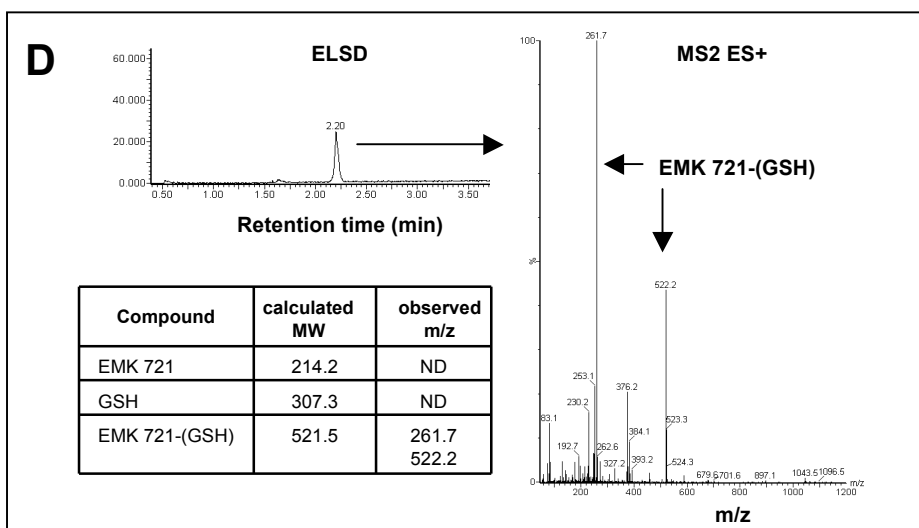 D
ELSD
60.000
40.000
20.000
0.000
2.20
0.50 1.00 1.50 2.00 2.50 3.00 3.50
Retention time (min)
MS2 ES+
100
%
0
261.7
EMK 721-(GSH)
522.2
253.1
376.2
230.2
83.1
523.3
384.1
192.7
262.6
327.2
393.2
524.3
679.6
701.6
897.1
1043.5
1096.5
m/z
200 400 600 800 1000 1200
m/z
Compound calculated MW observed m/z
EMK 721 214.2 ND
GSH 307.3 ND
EMK 721-(GSH) 521.5 261.7
522.2